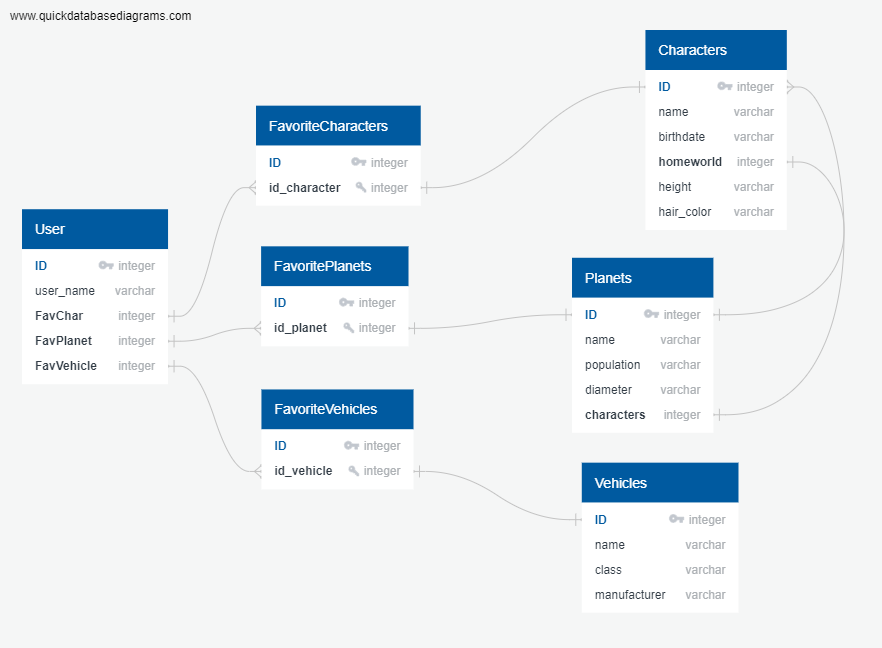 www.quickdatabasediagrams.com
Characters
ID integer
name varchar
birthdate varchar
homeworld integer
height varchar
hair_color varchar
FavoriteCharacters
ID integer
id_character integer
User
ID integer
user_name varchar
FavChar integer
FavPlanet integer
FavVehicle integer
FavoritePlanets
ID integer
id_planet integer
Planets
ID integer
name varchar
population varchar
diameter varchar
characters integer
FavoriteVehicles
ID integer
id_vehicle integer
Vehicles
ID integer
name varchar
class varchar
manufacturer varchar